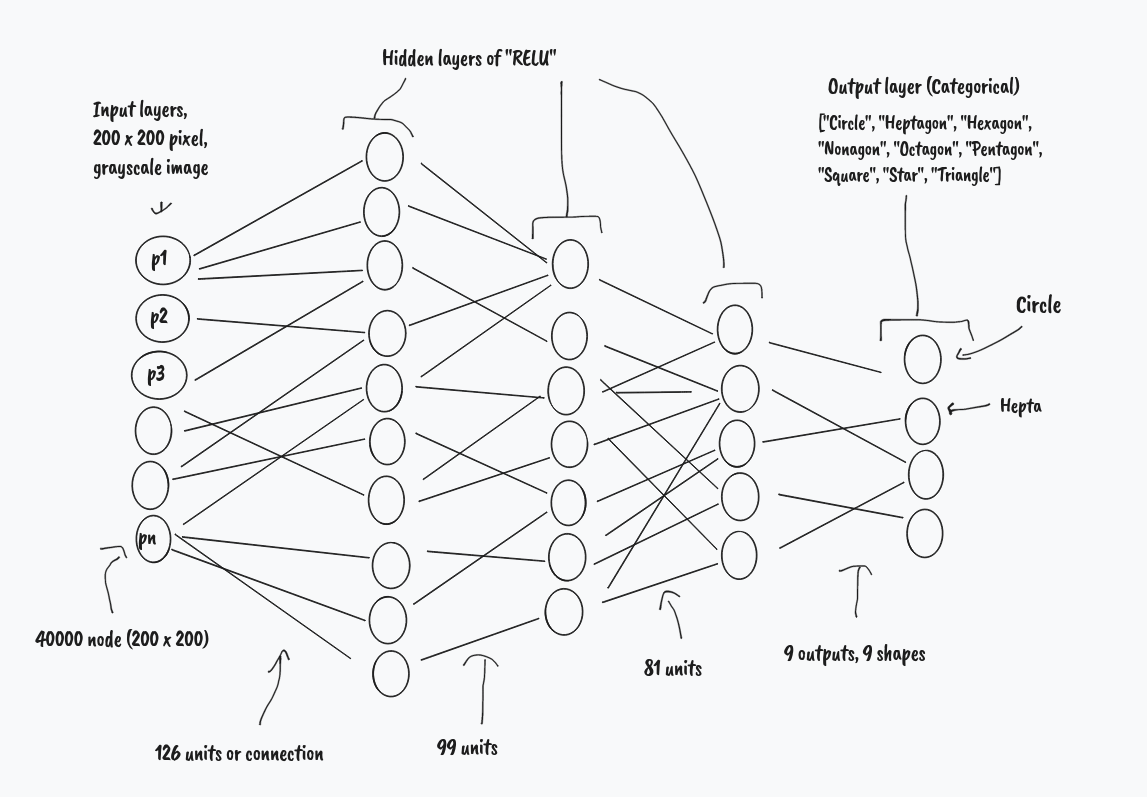 Hidden layers of "RELU"
Input layers,
200 x 200 pixel,
grayscale image
Output layer (Categorical)
["Circle", "Heptagon", "Hexagon",
"Nonagon", "Octagon", "Pentagon",
"Square", "Star", "Triangle"]
p1
p2
p3
pn
Circle
Hepta
40000 node (200 x 200)
126 units or connection
99 units
81 units
9 outputs, 9 shapes